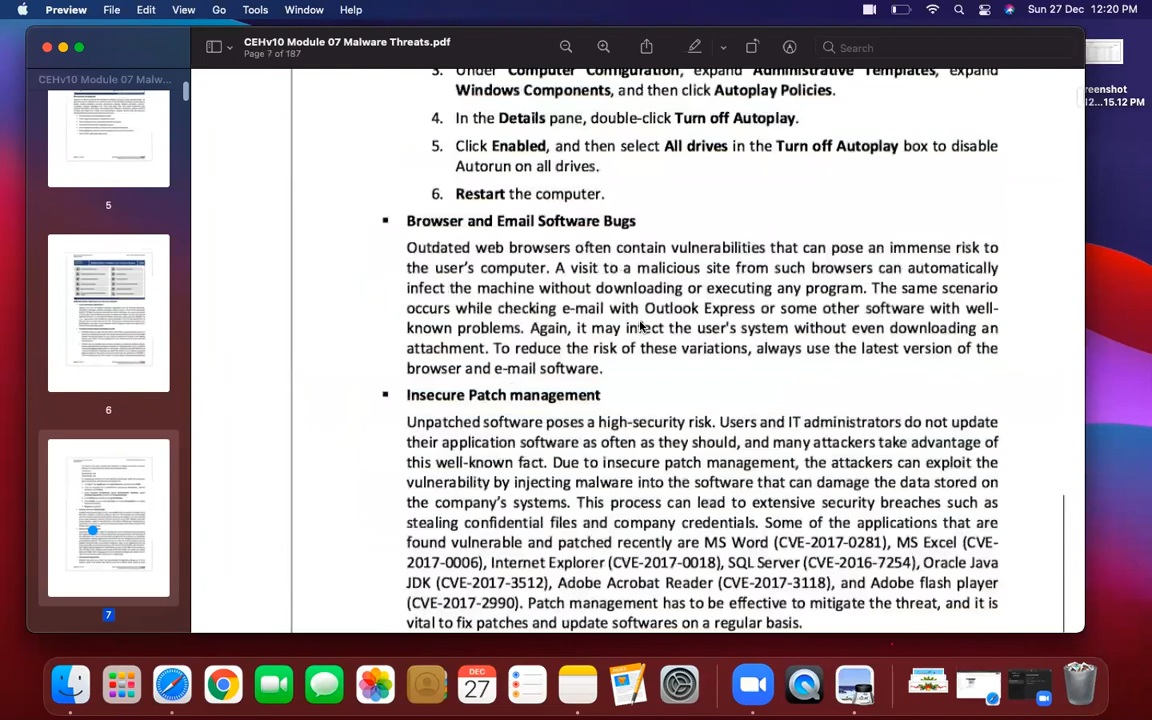 Preview File Edit View Go Tools Window Help Sun 27 Dec 12:20 PM
CEHv10 Module 07 Malware Threats.pdf
Page 7 of 187
Search
CEHv10 Module 07 Malw...
5
6
7
reenshot
12...15.12 PM
3. Under Computer Configuration, expand Administrative Templates, expand
Windows Components, and then click Autoplay Policies.
4. In the Details pane, double-click Turn off Autoplay.
5. Click Enabled, and then select All drives in the Turn off Autoplay box to disable
Autorun on all drives.
6. Restart the computer.
▪ Browser and Email Software Bugs
Outdated web browsers often contain vulnerabilities that can pose an immense risk to
the user's computer. A visit to a malicious site from such browsers can automatically
infect the machine without downloading or executing any program. The same scenario
occurs while checking e-mail with Outlook Express or some other software with well-
known problems. Again, it may infect the user's system without even downloading an
attachment. To reduce the risk of these variations, always use the latest version of the
browser and e-mail software.
▪ Insecure Patch management
Unpatched software poses a high-security risk. Users and IT administrators do not update
their application software as often as they should, and many attackers take advantage of
this well-known fact. Due to insecure patch management, the attackers can exploit the
vulnerability by injecting malware into the software that can damage the data stored on
the company's systems. This process can lead to extensive security breaches such as
stealing confidential files and company credentials. Some of the applications that are
found vulnerable and patched recently are MS Word (CVE-2017-0281), MS Excel (CVE-
2017-0006), Internet Explorer (CVE-2017-0018), SQL Server (CVE-2016-7254), Oracle Java
JDK (CVE-2017-3512), Adobe Acrobat Reader (CVE-2017-3118), and Adobe flash player
(CVE-2017-2990). Patch management has to be effective to mitigate the threat, and it is
vital to fix patches and update softwares on a regular basis.
DEC
27